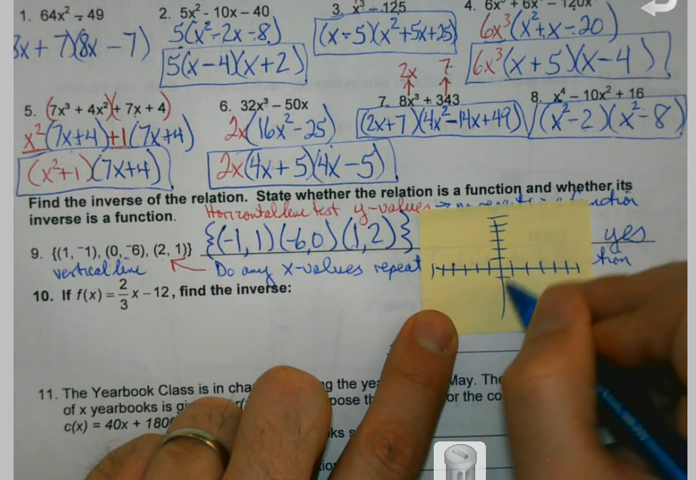 1. 64x² - 49 2. 5x² - 10x - 40 3. x³ - 125 4. 6x⁵ + 6x⁴ - 120x³
3x + 7)(8x - 7) 5(x² - 2x - 8) (x - 5)(x² + 5x + 25) 6x³(x² + x - 20)
5(x - 4)(x + 2) 6x³(x + 5)(x - 4)
2x 7
5. (7x³ + 4x²)(+ 7x + 4) 6. 32x³ - 50x 7. 8x³ + 343 8. x⁴ - 10x² + 16
x²(7x+4)+1(7x+4) 2x(16x² - 25) (2x+7)(4x² - 14x + 49) (x² - 2)(x² - 8)
(x² + 1)(7x+4) 2x(4x + 5)(4x - 5)
Find the inverse of the relation. State whether the relation is a function and whether its
inverse is a function. Horizontal line test y-values
9. {(1, ⁻1), (0, ⁻6), (2, 1)} {(-1, 1)(-6, 0)(1, 2)} yes
vertical line Do any x-values repeat
10. If f(x) = 2/3 x - 12, find the inverse:
11. The Yearbook Class is in May. The
of x yearbooks is or the
c(x) = 40x +